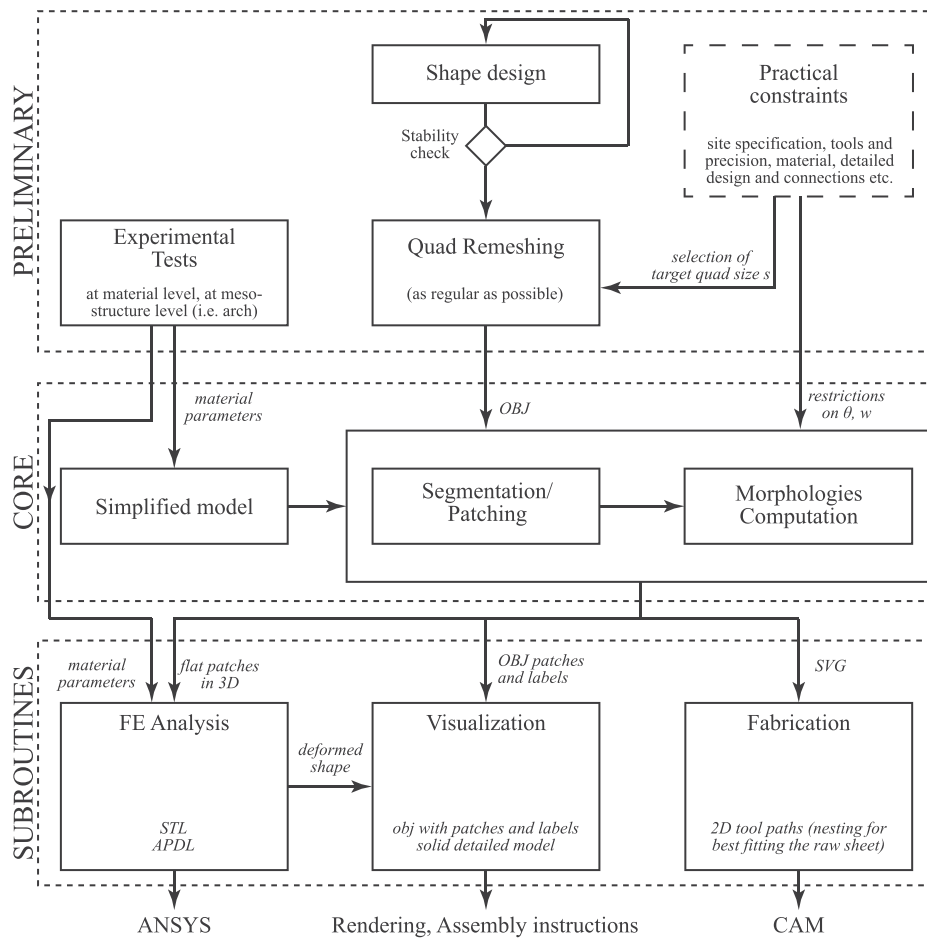 PRELIMINARY
Shape design
Stability
check
Practical
constraints
site specification, tools and
precision, material, detailed
design and connections etc.
Experimental
Tests
at material level, at meso-
structure level (i.e. arch)
Quad Remeshing
(as regular as possible)
selection of
target quad size s
CORE
material
parameters
OBJ
restrictions
on θ, w
Simplified model
Segmentation/
Patching
Morphologies
Computation
SUBROUTINES
material
parameters
flat patches
in 3D
OBJ patches
and labels
SVG
FE Analysis
STL
APDL
deformed
shape
Visualization
obj with patches and labels
solid detailed model
Fabrication
2D tool paths (nesting for
best fitting the raw sheet)
ANSYS
Rendering, Assembly instructions
CAM